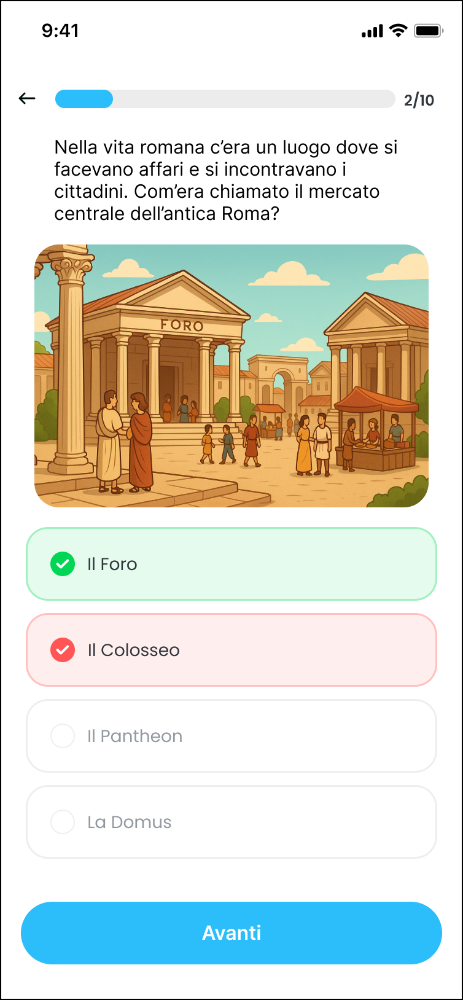 9:41
2/10
Nella vita romana c’era un luogo dove si
facevano affari e si incontravano i
cittadini. Com’era chiamato il mercato
centrale dell’antica Roma?
FORO
Il Foro
Il Colosseo
Il Pantheon
La Domus
Avanti